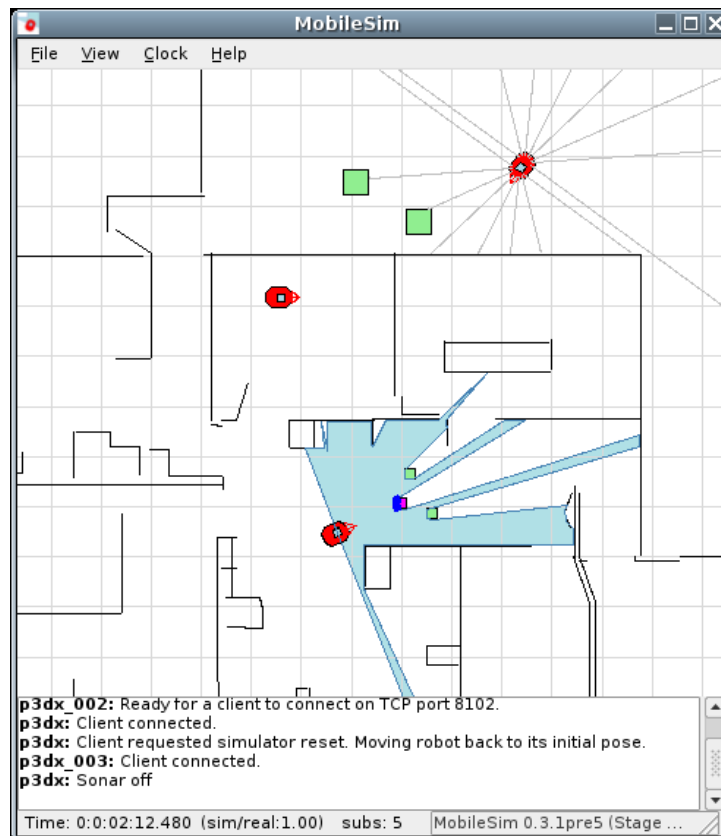 MobileSim
File View Clock Help
p3dx_002: Ready for a client to connect on TCP port 8102.
p3dx: Client connected.
p3dx: Client requested simulator reset. Moving robot back to its initial pose.
p3dx_003: Client connected.
p3dx: Sonar off
Time: 0:0:02:12.480 (sim/real:1.00) subs: 5 MobileSim 0.3.1pre5 (Stage ...